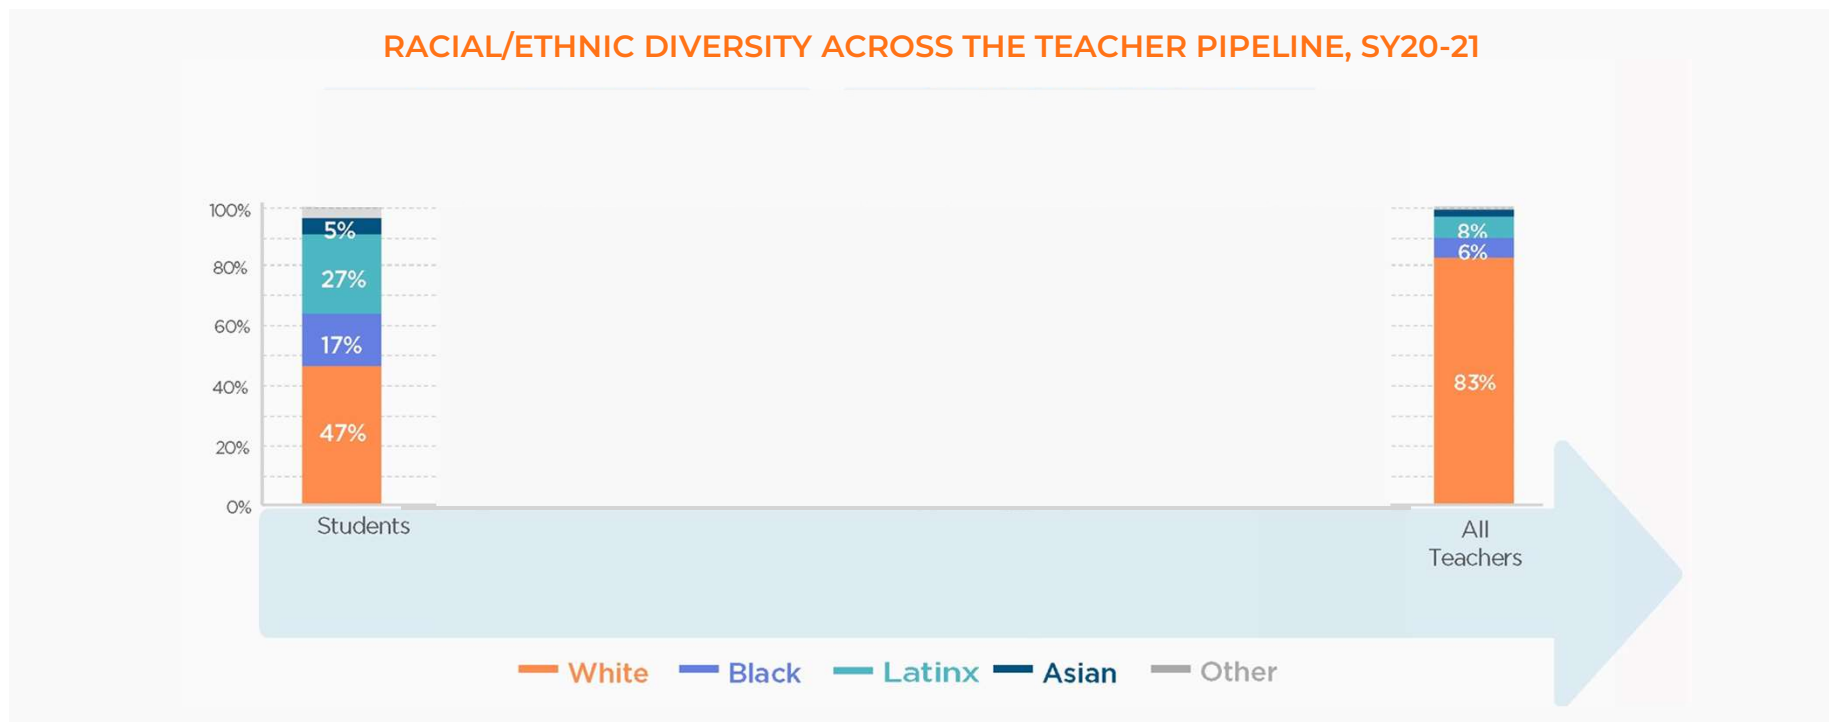 RACIAL/ETHNIC DIVERSITY ACROSS THE TEACHER PIPELINE, SY20-21
100%
80%
60%
40%
20%
0%
5%
27%
17%
47%
8%
6%
83%
Students
All
Teachers
White Black Latinx Asian Other